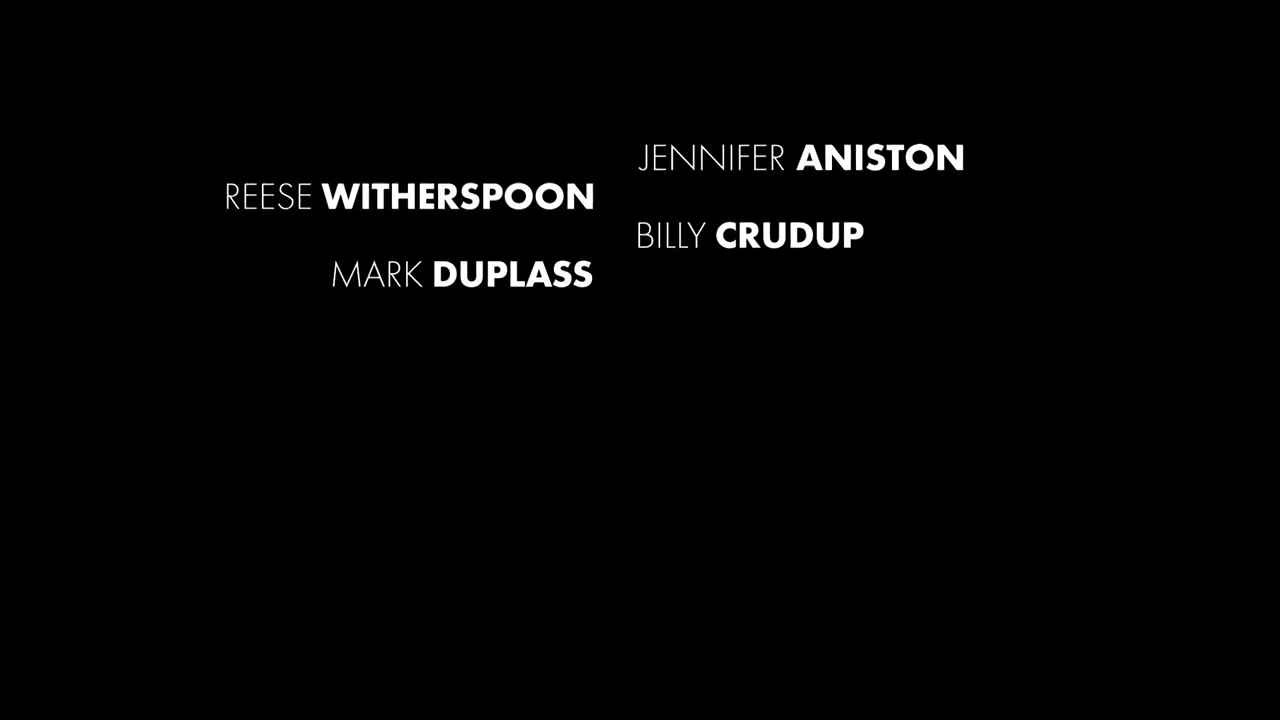 JENNIFER ANISTON
REESE WITHERSPOON
BILLY CRUDUP
MARK DUPLASS